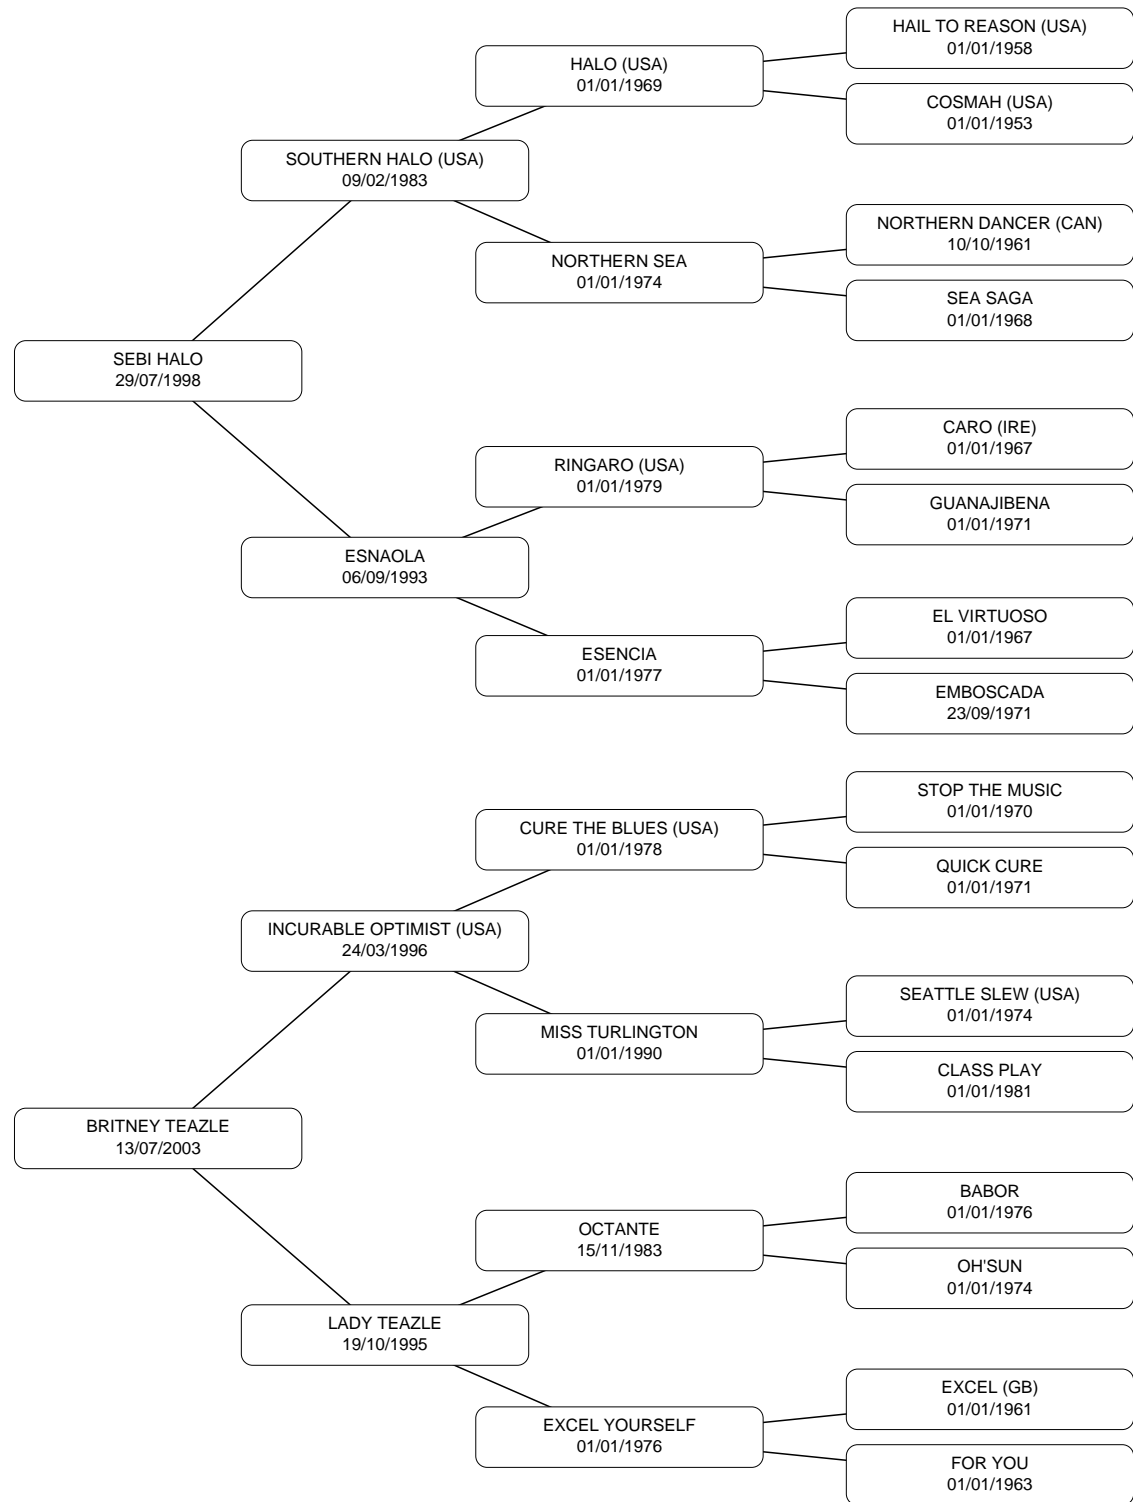 HAIL TO REASON (USA)
01/01/1958
HALO (USA)
01/01/1969
COSMAH (USA)
01/01/1953
SOUTHERN HALO (USA)
09/02/1983
NORTHERN DANCER (CAN)
10/10/1961
NORTHERN SEA
01/01/1974
SEA SAGA
01/01/1968
SEBI HALO
29/07/1998
CARO (IRE)
01/01/1967
RINGARO (USA)
01/01/1979
GUANAJIBENA
01/01/1971
ESNAOLA
06/09/1993
EL VIRTUOSO
01/01/1967
ESENCIA
01/01/1977
EMBOSCADA
23/09/1971
STOP THE MUSIC
01/01/1970
CURE THE BLUES (USA)
01/01/1978
QUICK CURE
01/01/1971
INCURABLE OPTIMIST (USA)
24/03/1996
SEATTLE SLEW (USA)
01/01/1974
MISS TURLINGTON
01/01/1990
CLASS PLAY
01/01/1981
BRITNEY TEAZLE
13/07/2003
BABOR
01/01/1976
OCTANTE
15/11/1983
OH'SUN
01/01/1974
LADY TEAZLE
19/10/1995
EXCEL (GB)
01/01/1961
EXCEL YOURSELF
01/01/1976
FOR YOU
01/01/1963